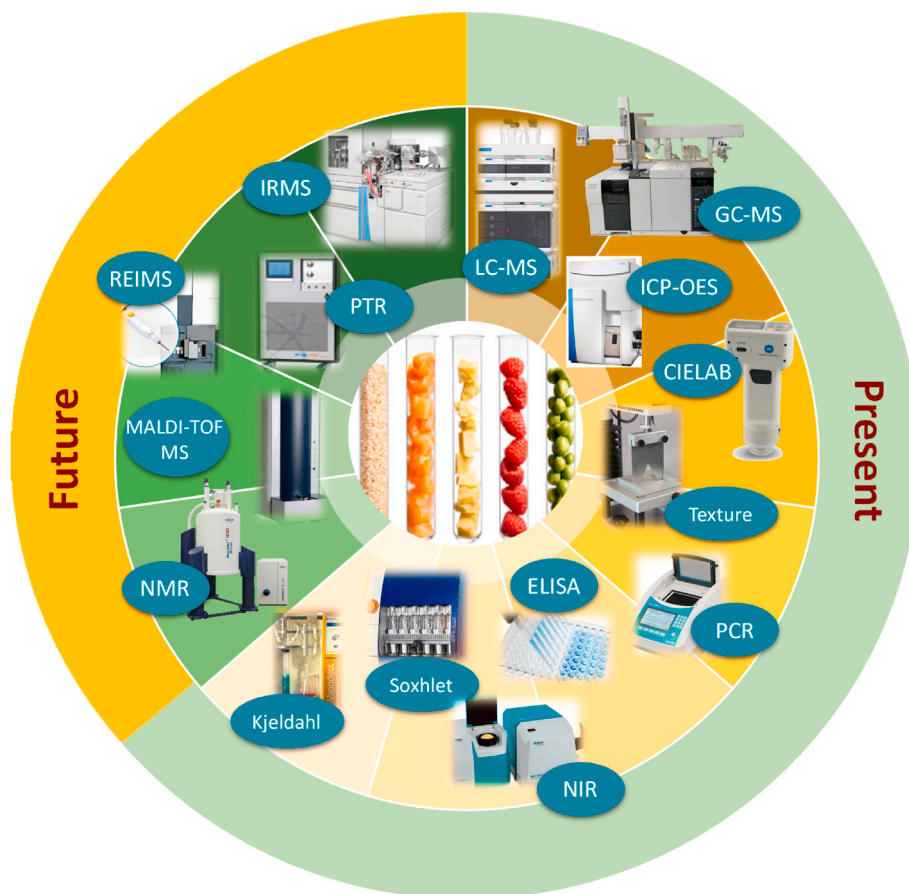 IRMS
LC-MS
GC-MS
REIMS
PTR
ICP-OES
CIELAB
MALDI-TOF
MS
Future
Present
Texture
NMR
ELISA
PCR
Kjeldahl
Soxhlet
NIR